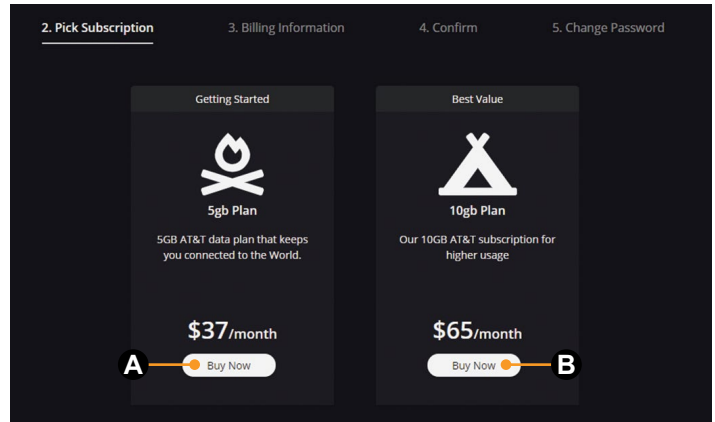 2. Pick Subscription
3. Billing Information
4. Confirm
5. Change Password
Getting Started
5gb Plan
5GB AT&T data plan that keeps
you connected to the World.
$37/month
A
Buy Now
Best Value
10gb Plan
Our 10GB AT&T subscription for
higher usage
$65/month
Buy Now
B